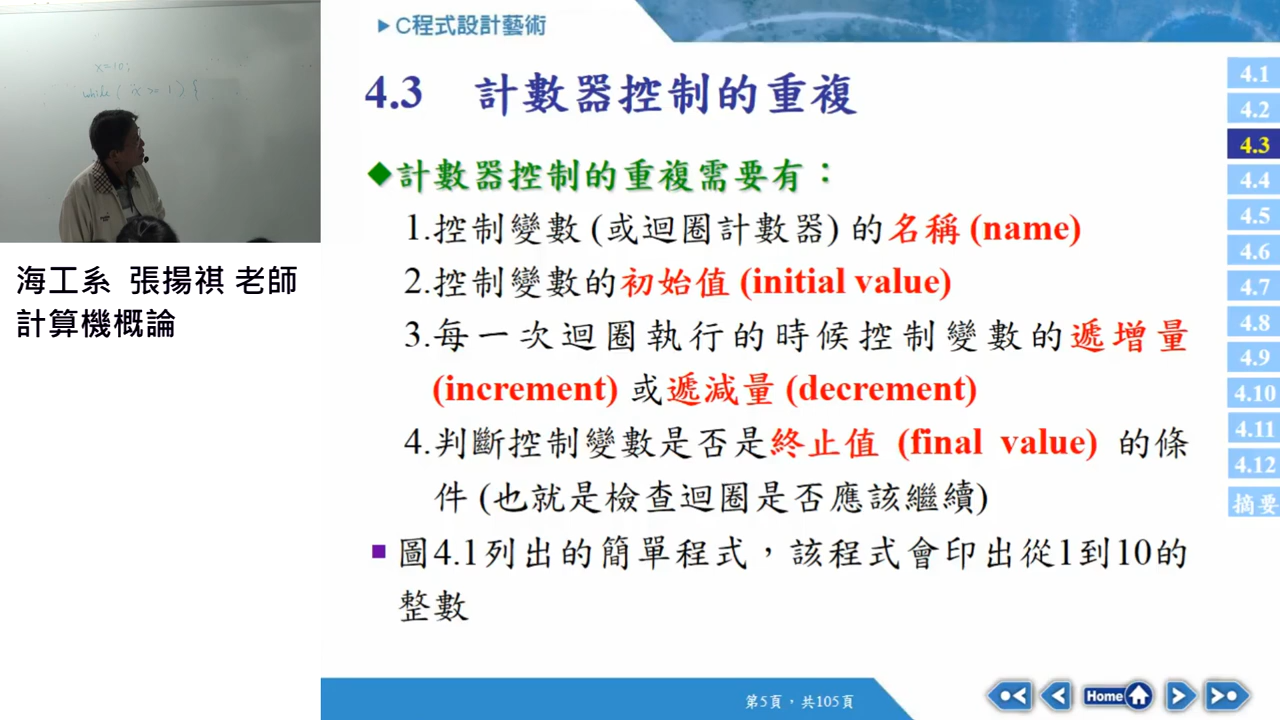 x=10;
while ( x >= 1 ) {
海工系 張揚祺 老師
計算機概論
C程式設計藝術
4.3 計數器控制的重複
計數器控制的重複需要有：
1.控制變數 (或迴圈計數器) 的名稱 (name)
2.控制變數的初始值 (initial value)
3.每一次迴圈執行的時候控制變數的遞增量
(increment) 或遞減量 (decrement)
4.判斷控制變數是否是終止值 (final value) 的條
件 (也就是檢查迴圈是否應該繼續)
圖4.1列出的簡單程式，該程式會印出從1到10的
整數
4.1
4.2
4.3
4.4
4.5
4.6
4.7
4.8
4.9
4.10
4.11
4.12
摘要
第5頁，共105頁
Home